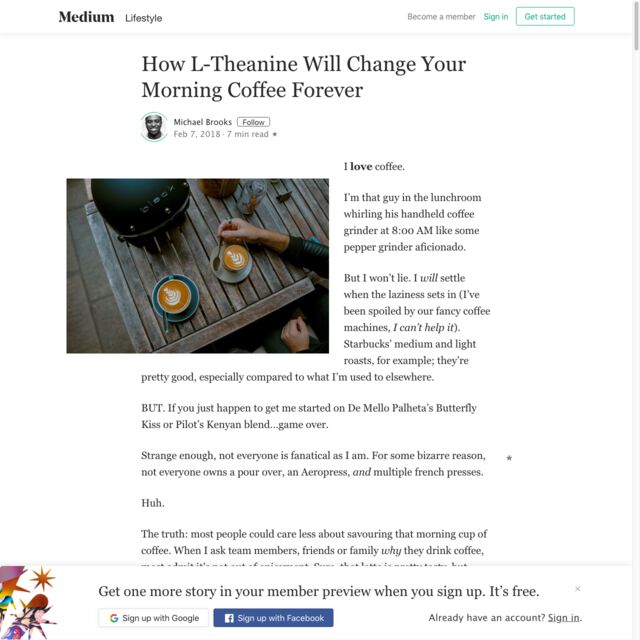 Medium Lifestyle
Become a member Sign in Get started
How L-Theanine Will Change Your
Morning Coffee Forever
Michael Brooks Follow
Feb 7, 2018 · 7 min read ★
I love coffee.
black
I’m that guy in the lunchroom
whirling his handheld coffee
grinder at 8:00 AM like some
pepper grinder aficionado.
But I won’t lie. I will settle
when the laziness sets in (I’ve
been spoiled by our fancy coffee
machines, I can’t help it).
Starbucks’ medium and light
roasts, for example; they’re
pretty good, especially compared to what I’m used to elsewhere.
BUT. If you just happen to get me started on De Mello Palheta’s Butterfly
Kiss or Pilot’s Kenyan blend…game over.
Strange enough, not everyone is fanatical as I am. For some bizarre reason, *
not everyone owns a pour over, an Aeropress, and multiple french presses.
Huh.
The truth: most people could care less about savouring that morning cup of
coffee. When I ask team members, friends or family why they drink coffee,
Get one more story in your member preview when you sign up. It’s free. ×
Sign up with Google Sign up with Facebook Already have an account? Sign in.